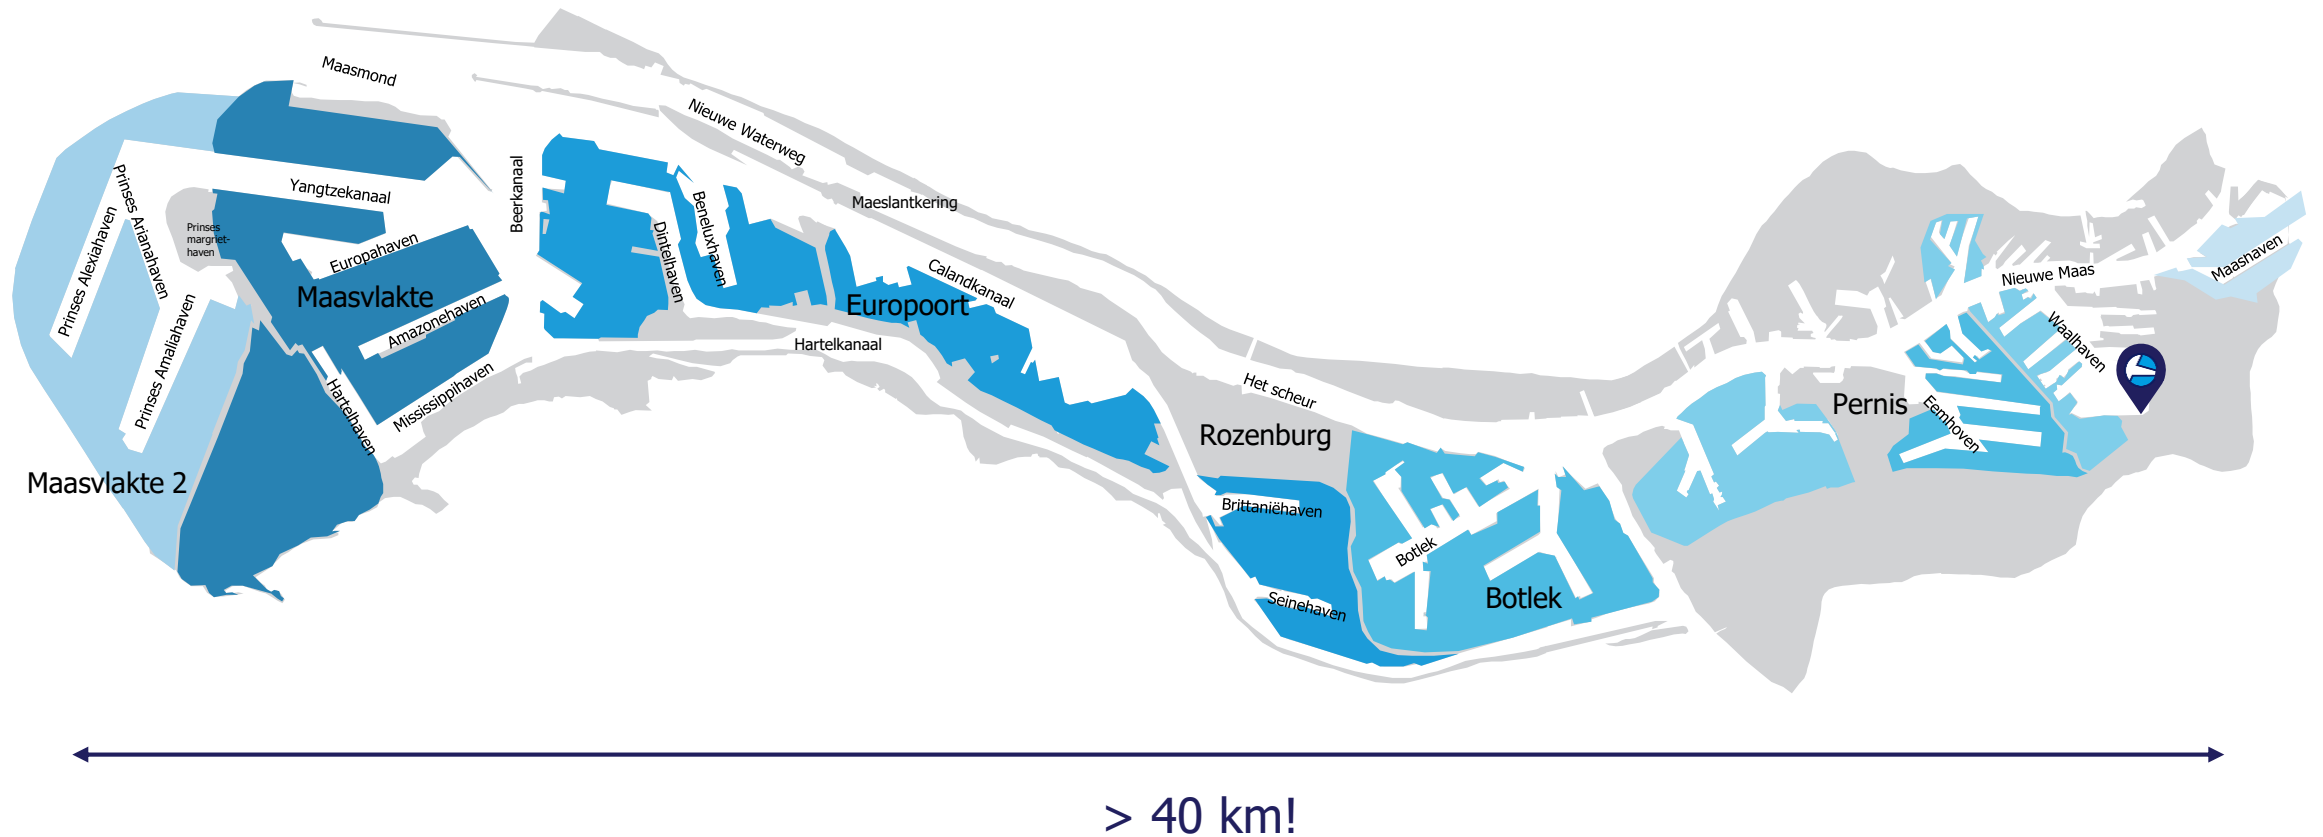 Maasmond
Nieuwe Waterweg
Prinses Alexiahaven
Prinses Arianahaven
Prinses Amaliahaven
Yangtzekanaal
Prinses
margriet-
haven
Europahaven
Maasvlakte
Amazonehaven
Mississippihaven
Hartelhaven
Maasvlakte 2
Beerkanaal
Dintelhaven
Beneluxhaven
Maeslantkering
Calandkanaal
Europoort
Hartelkanaal
Het scheur
Rozenburg
Brittaniëhaven
Seinehaven
Botlek
Botlek
Pernis
Eemhoven
Nieuwe Maas
Waalhaven
Maashaven
> 40 km!